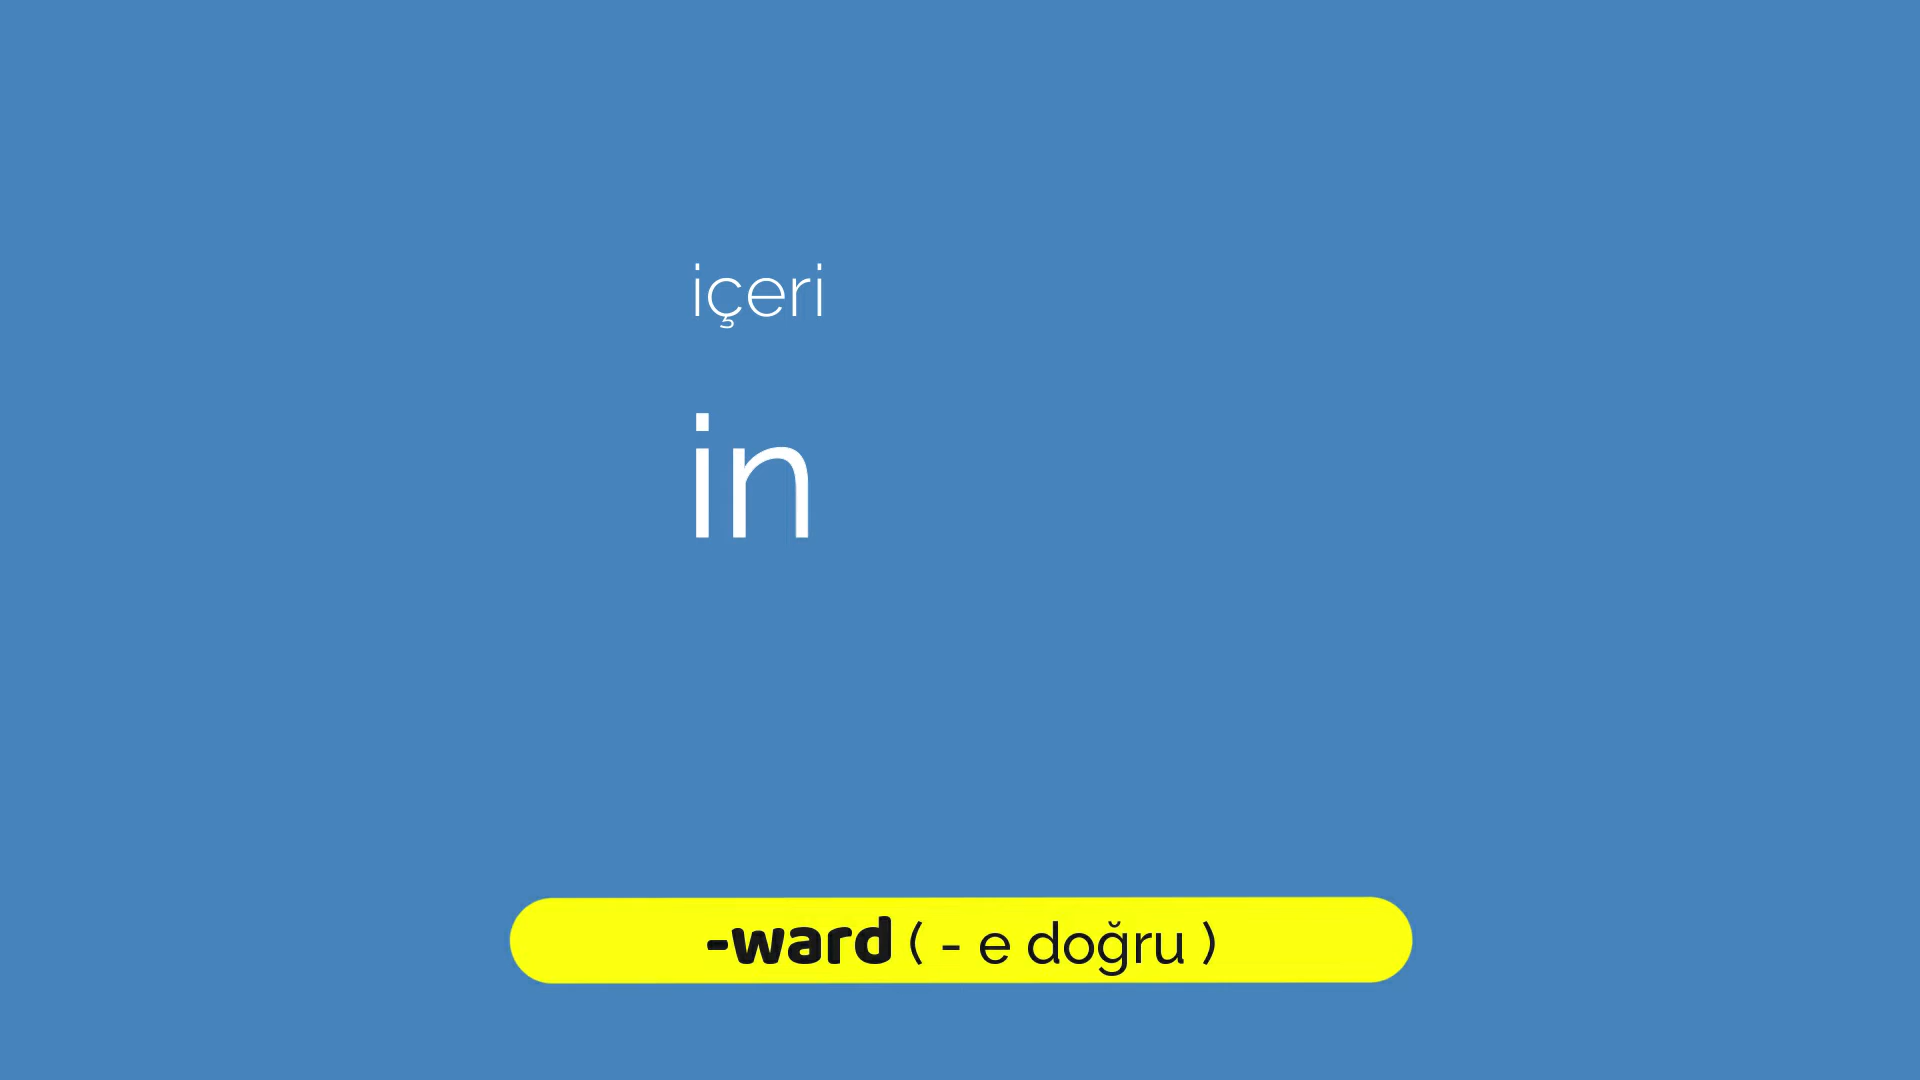 içeri
in
-ward ( - e doğru )